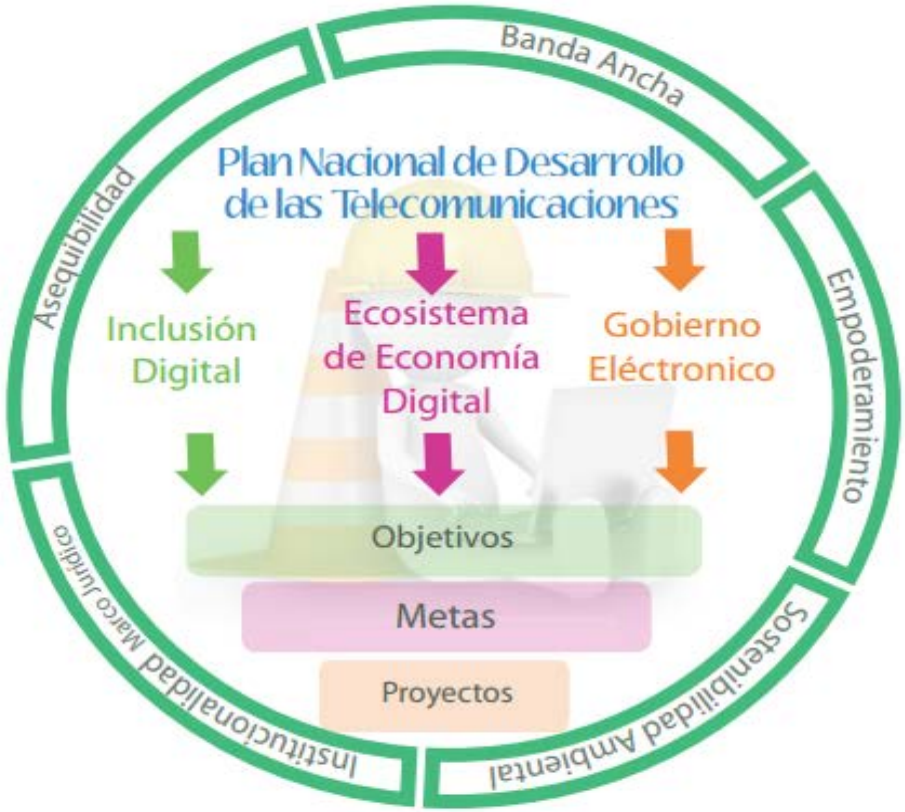 Banda Ancha
Asequibilidad
Plan Nacional de Desarrollo
de las Telecomunicaciones
Inclusión
Digital
Ecosistema
de Economía
Digital
Gobierno
Eléctronico
Empoderamiento
Objetivos
Metas
Proyectos
Institucionalidad Marco Jurídico
Sostenibilidad Ambiental